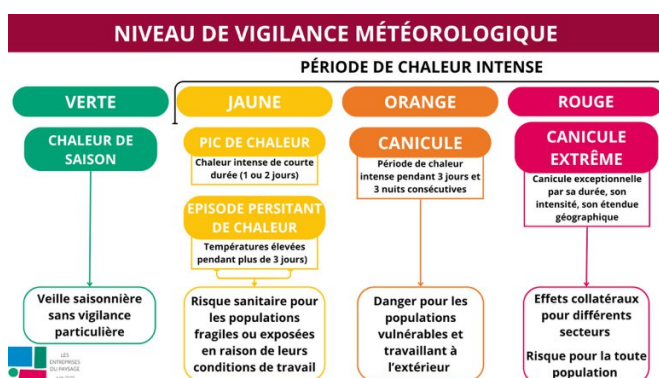 NIVEAU DE VIGILANCE MÉTÉOROLOGIQUE
PÉRIODE DE CHALEUR INTENSE
VERTE
JAUNE
ORANGE
ROUGE
CHALEUR DE
SAISON
PIC DE CHALEUR
Chaleur intense de courte
durée (1 ou 2 jours)
EPISODE PERSITANT
DE CHALEUR
Températures élevées
pendant plus de 3 jours)
CANICULE
Période de chaleur
intense pendant 3 jours et
3 nuits consécutives
CANICULE
EXTRÊME
Canicule exceptionnelle
par sa durée, son
intensité, son étendue
géographique
Veille saisonnière
sans vigilance
particulière
Risque sanitaire pour
les populations
fragiles ou exposées
en raison de leurs
conditions de travail
Danger pour les
populations
vulnérables et
travaillant à
l'extérieur
Effets collatéraux
pour différents
secteurs
Risque pour la toute
population
LES
ENTREPRISES
DU PAYSAGE